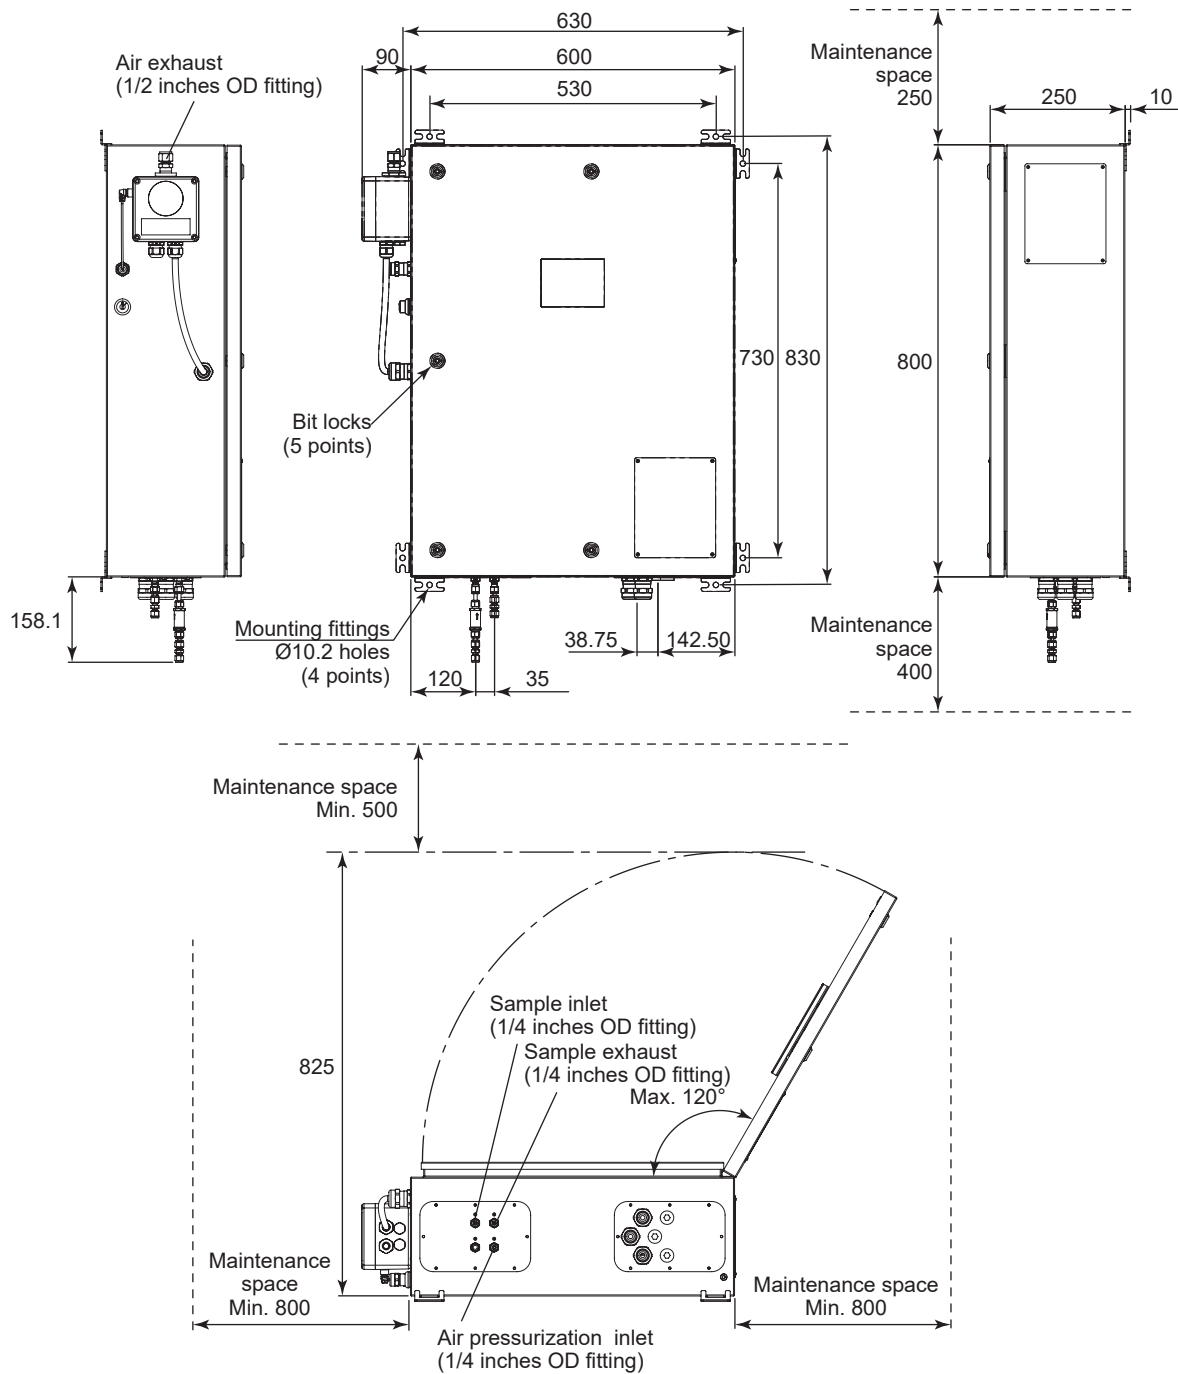 630
90
600
530
Air exhaust
(1/2 inches OD fitting)
Maintenance
space
250
250
10
730
830
800
Bit locks
(5 points)
158.1
Mounting fittings
Ø10.2 holes
(4 points)
38.75
142.50
120
35
Maintenance
space
400
Maintenance space
Min. 500
825
Sample inlet
(1/4 inches OD fitting)
Sample exhaust
(1/4 inches OD fitting)
Max. 120°
Maintenance
space
Min. 800
Maintenance space
Min. 800
Air pressurization inlet
(1/4 inches OD fitting)